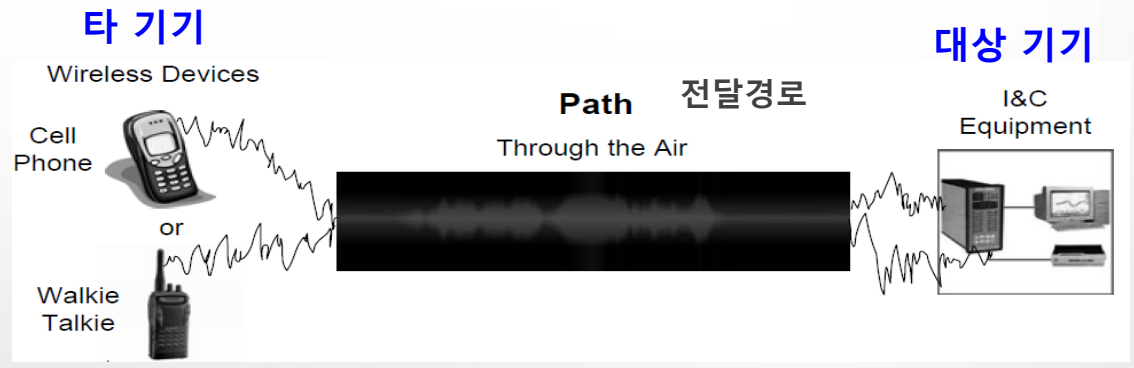 타 기기
Wireless Devices
Cell
Phone
or
Walkie
Talkie
Path
전달경로
Through the Air
대상 기기
I&C
Equipment